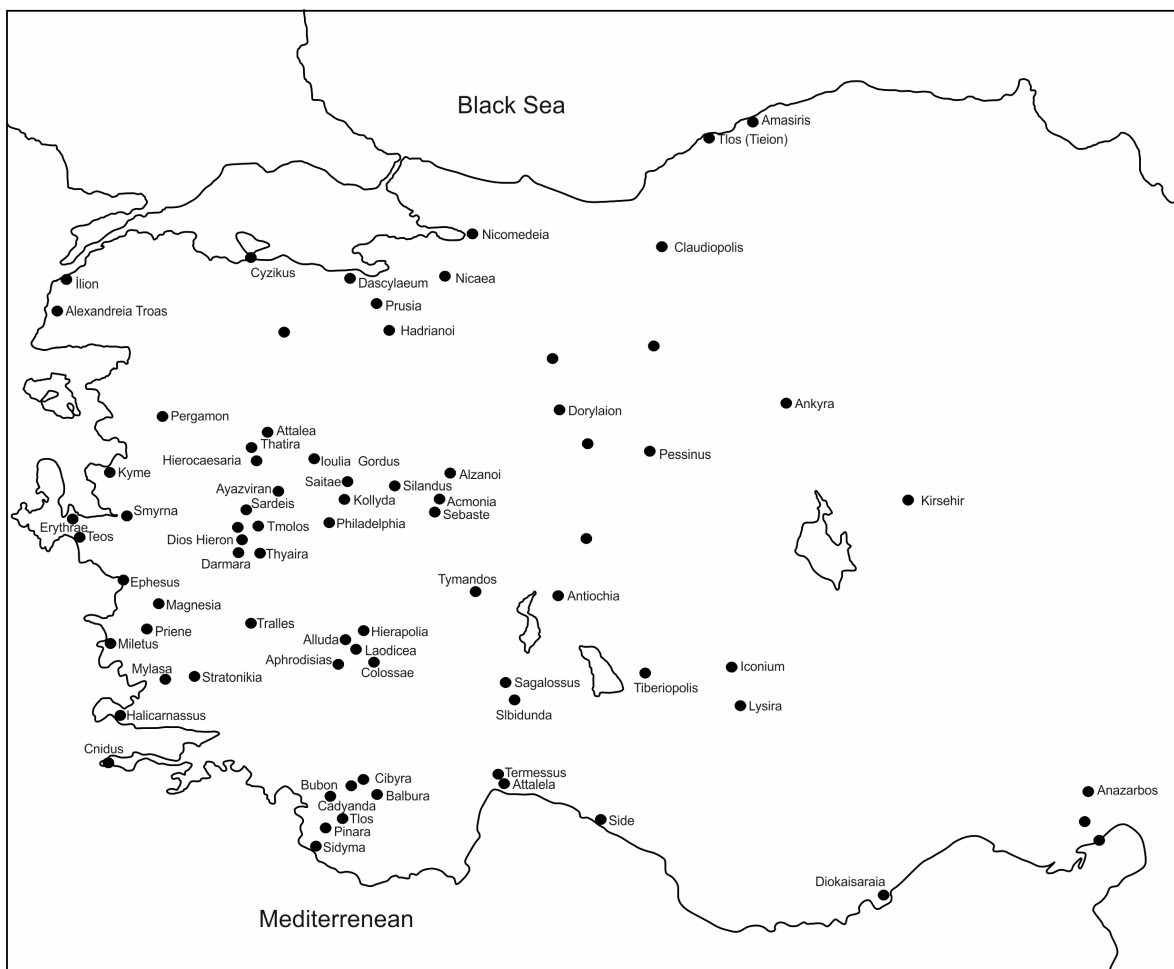 Black Sea
Amasiris
Tlos (Tieion)
Nicomedeia
Claudiopolis
Cyzikus
Nicaea
Dascylaeum
İlion
Prusia
Alexandreia Troas
Hadrianoi
Ankyra
Dorylaion
Pergamon
Attalea
Thatira
Pessinus
Hierocaesaria
Ioulia Gordus
Kyme
Alzanoi
Saitae
Silandus
Ayazviran
Kollyda
Acmonia
Kirsehir
Sardeis
Sebaste
Smyrna
Erythrae
Tmolos
Philadelphia
Teos
Dios Hieron
Thyaira
Darmara
Ephesus
Tymandos
Antiochia
Magnesia
Tralles
Priene
Hierapolia
Miletus
Alluda
Laodicea
Aphrodisias
Colossae
Mylasa
Stratonikia
Iconium
Sagalossus
Tiberiopolis
Lysira
Slbidunda
Halicarnassus
Cnidus
Termessus
Attalela
Cibyra
Bubon
Balbura
Cadyanda
Anazarbos
Tlos
Side
Pinara
Sidyma
Diokaisaraia
Mediterrenean